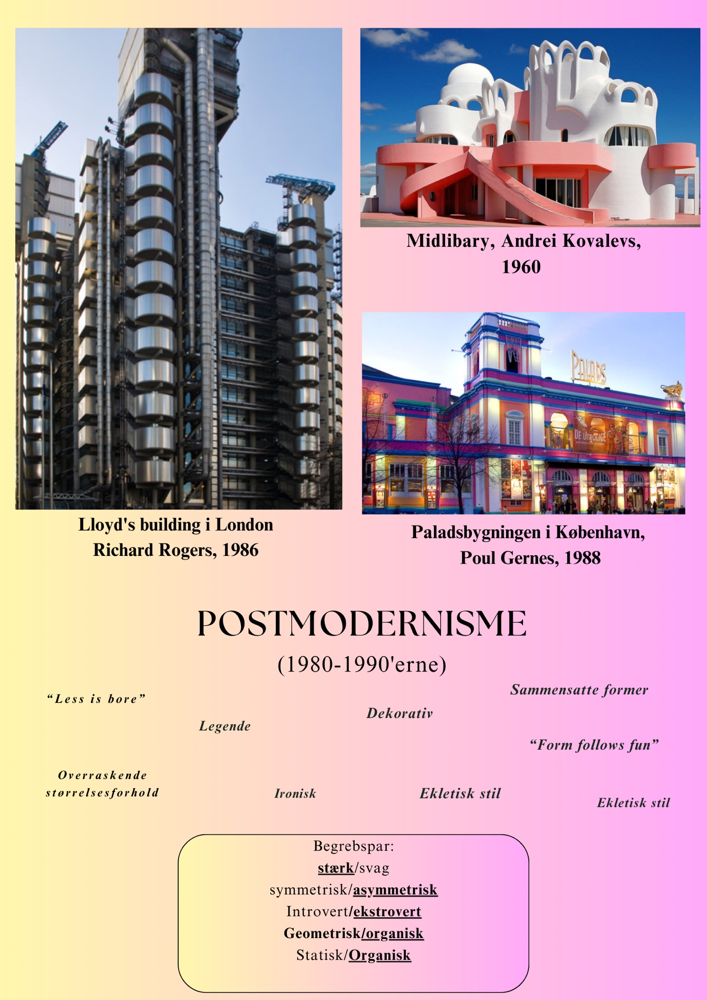 PALADS
DE UTROLIGE
Midlibary, Andrei Kovalevs,
1960
Lloyd's building i London
Richard Rogers, 1986
Paladsbygningen i København,
Poul Gernes, 1988
POSTMODERNISME
(1980-1990'erne)
“Less is bore”
Legende
Dekorativ
Sammensatte former
“Form follows fun”
Overraskende
størrelsesforhold
Ironisk
Ekletisk stil
Ekletisk stil
Begrebspar:
stærk/svag
symmetrisk/asymmetrisk
Introvert/ekstrovert
Geometrisk/organisk
Statisk/Organisk